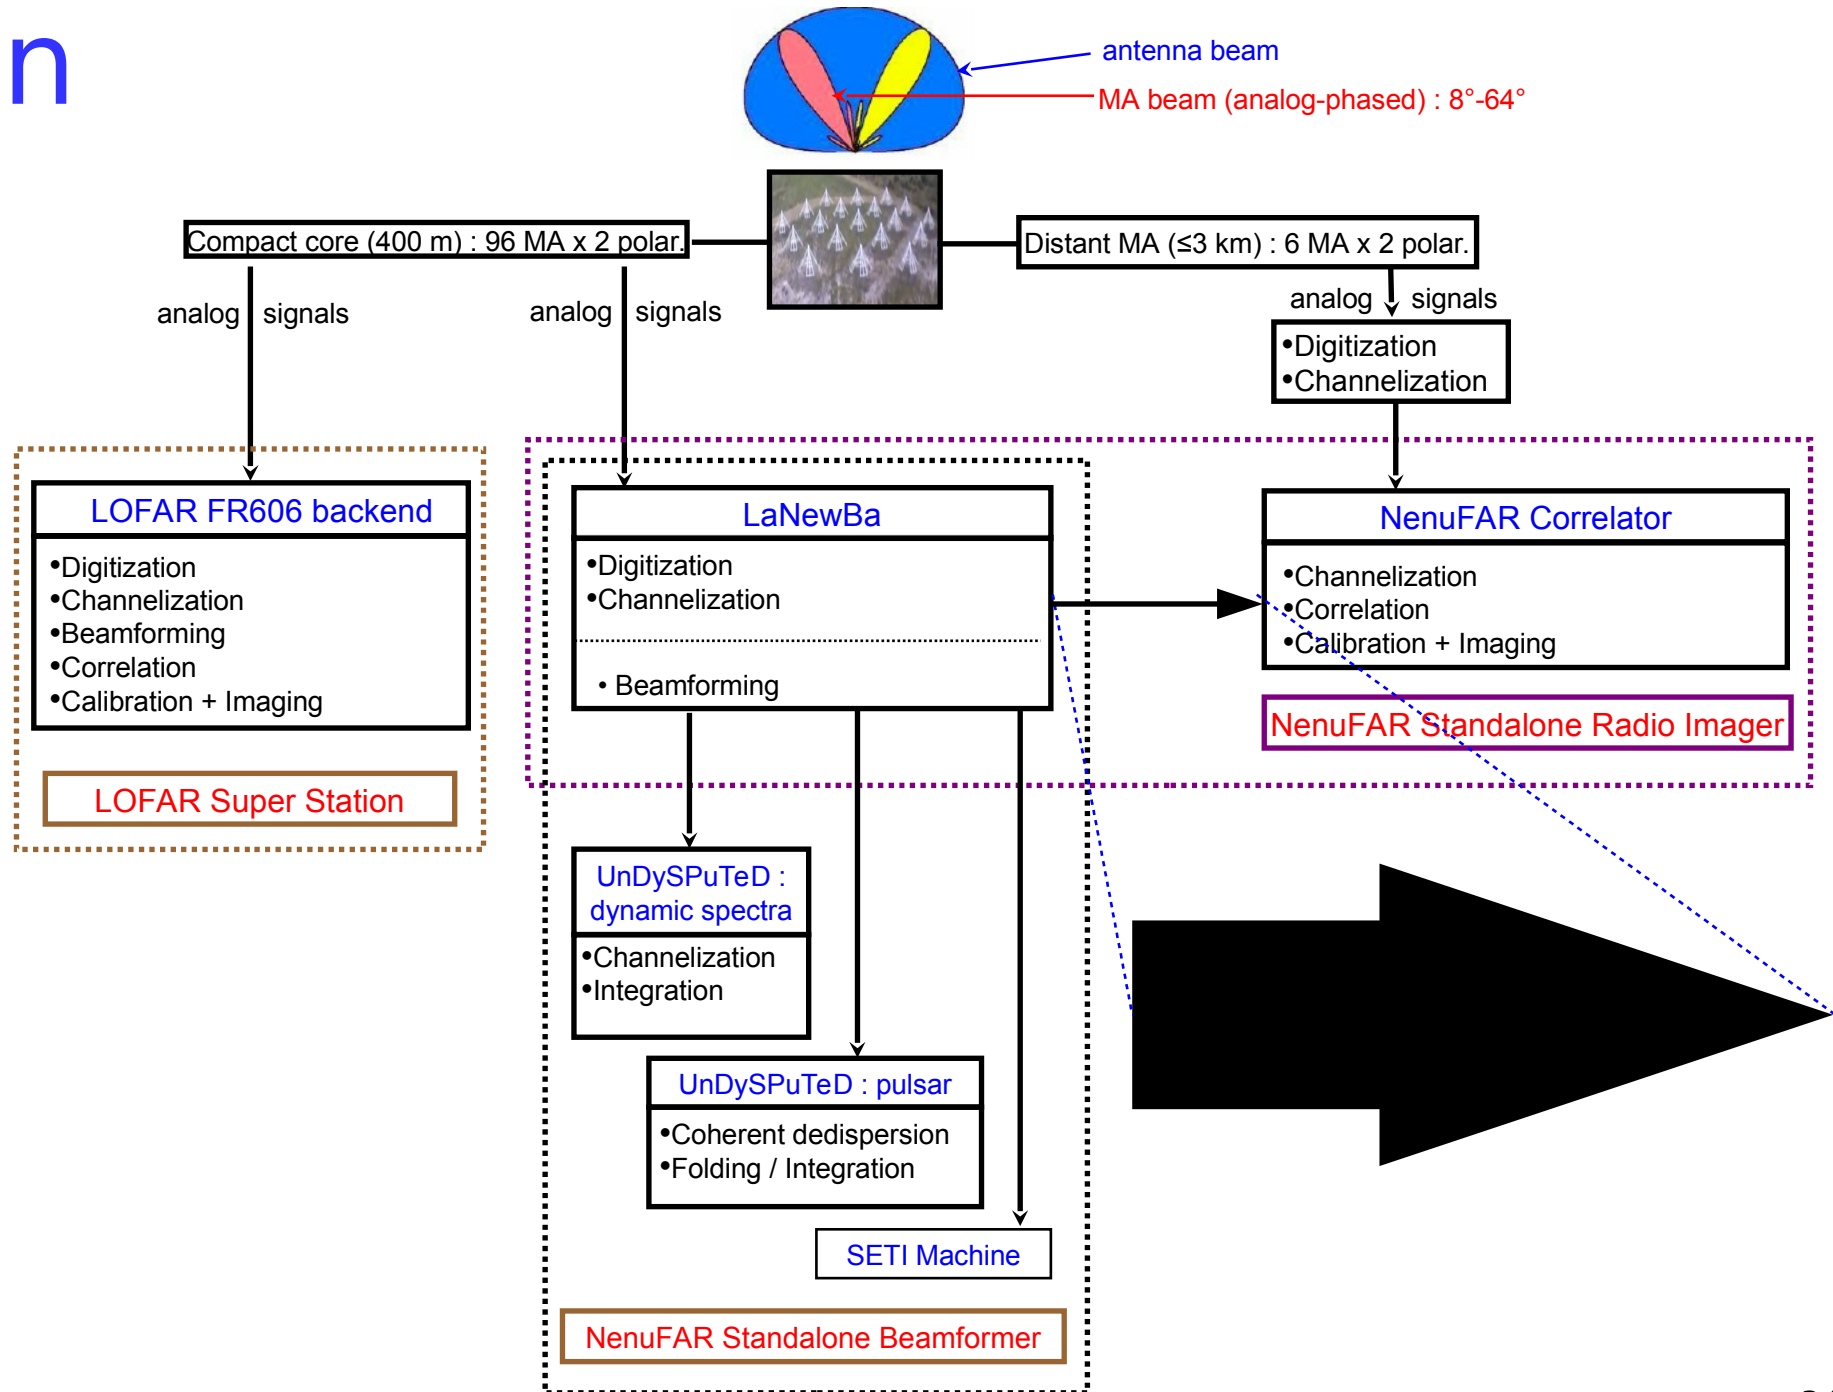 n
antenna beam
MA beam (analog-phased) : 8°-64°
Compact core (400 m) : 96 MA x 2 polar.
Distant MA (≤3 km) : 6 MA x 2 polar.
analog signals
analog signals
analog signals
•Digitization
•Channelization
LOFAR FR606 backend
•Digitization
•Channelization
•Beamforming
•Correlation
•Calibration + Imaging
LOFAR Super Station
LaNewBa
•Digitization
•Channelization
• Beamforming
NenuFAR Correlator
•Channelization
•Correlation
•Calibration + Imaging
NenuFAR Standalone Radio Imager
UnDySPuTeD :
dynamic spectra
•Channelization
•Integration
UnDySPuTeD : pulsar
•Coherent dedispersion
•Folding / Integration
SETI Machine
NenuFAR Standalone Beamformer